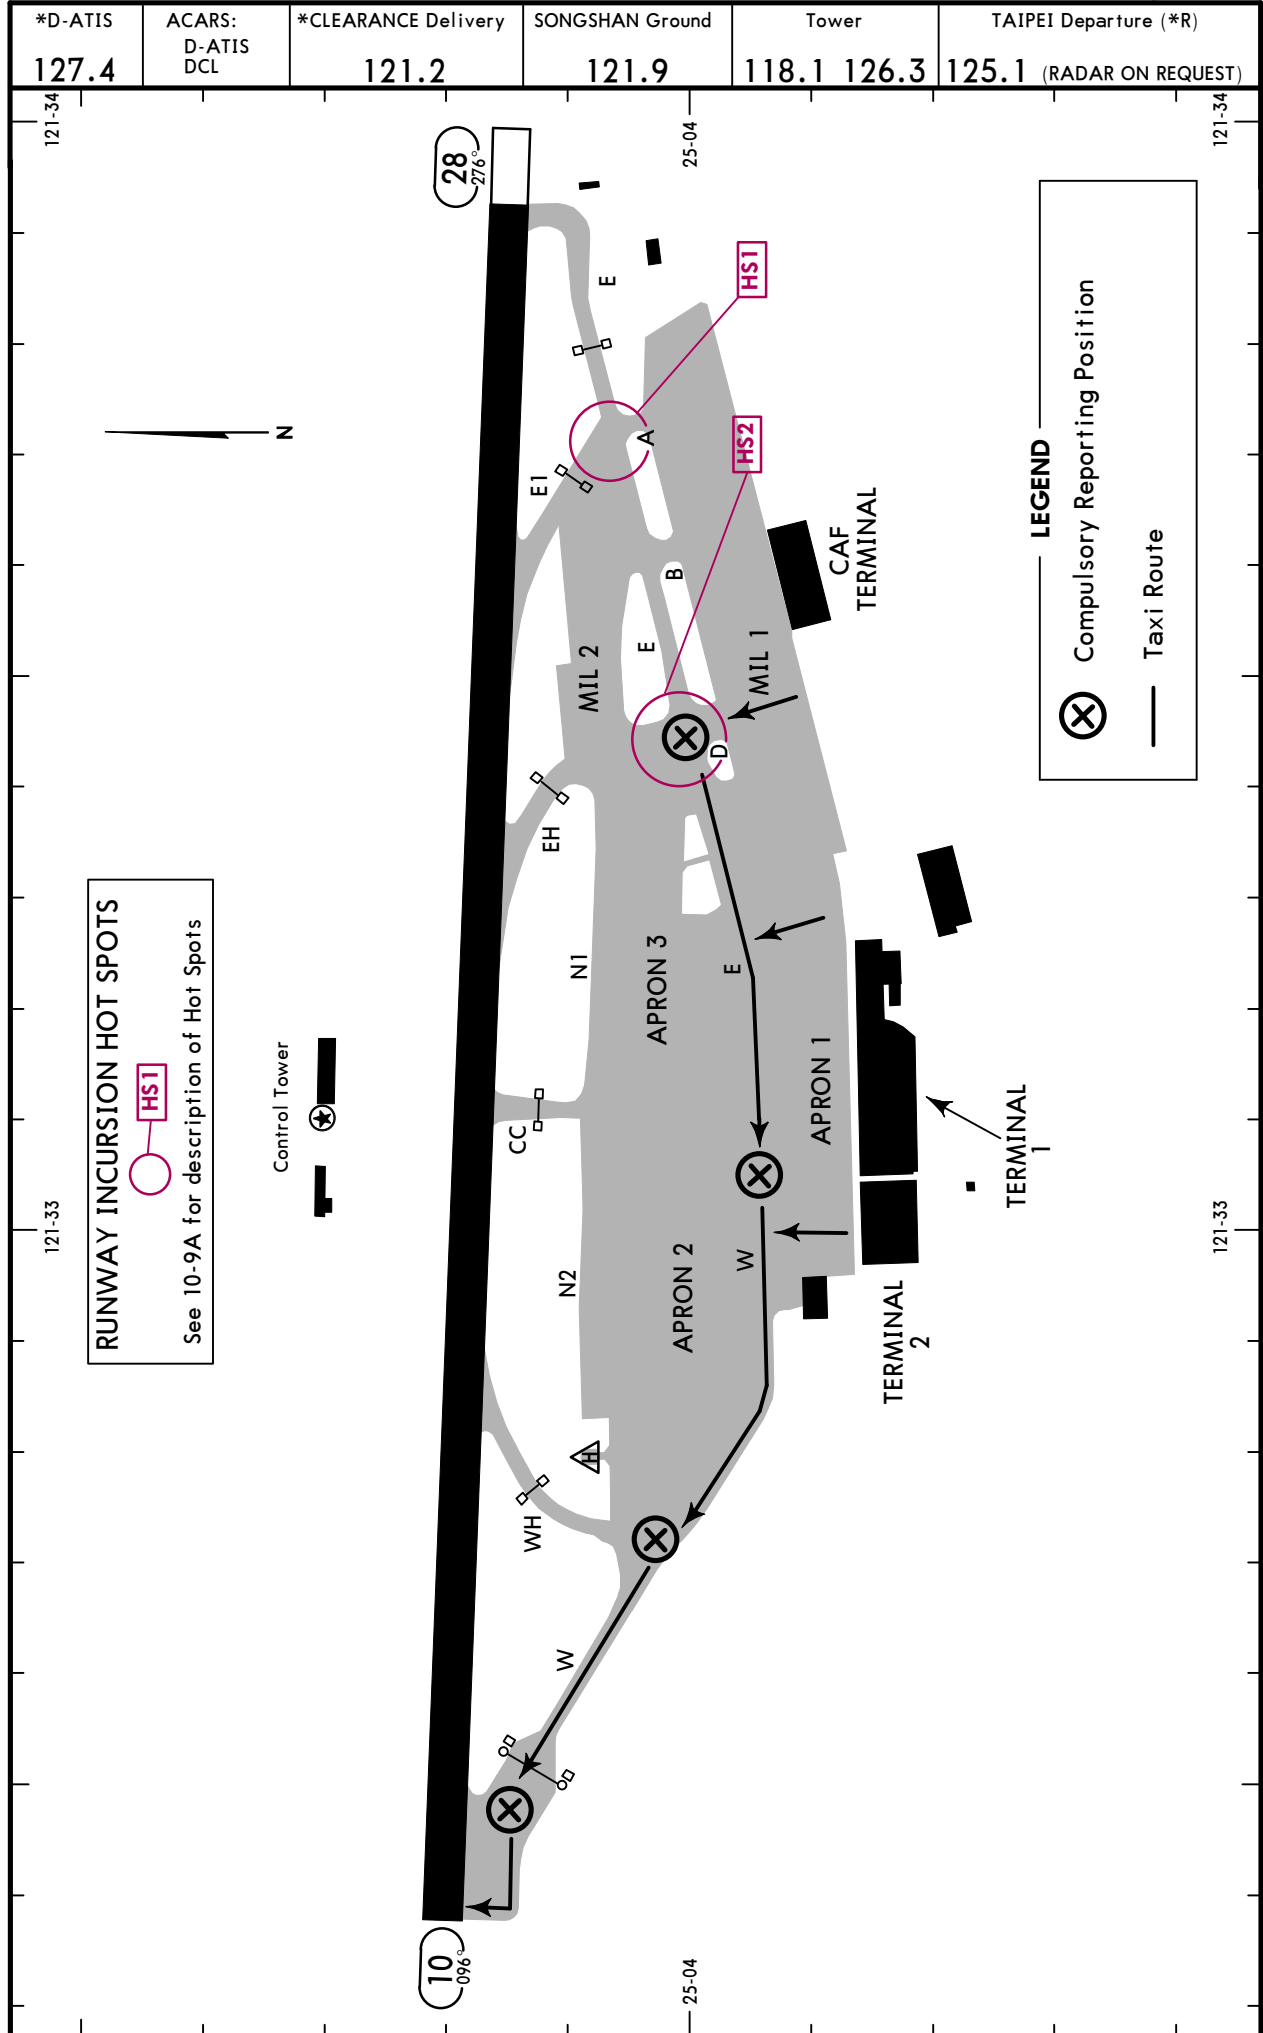 *D-ATIS
127.4
ACARS:
D-ATIS
DCL
*CLEARANCE Delivery
121.2
SONGSHAN Ground
121.9
Tower
118.1 126.3
TAIPEI Departure (*R)
125.1 (RADAR ON REQUEST)
121-34
25-04
121-34
28
276°
E
HS1
N
A
HS2
E1
B
CAF
TERMINAL
MIL 2
E
MIL 1
D
EH
LEGEND
Compulsory Reporting Position
Taxi Route
RUNWAY INCURSION HOT SPOTS
HS1
See 10-9A for description of Hot Spots
Control Tower
N1
APRON 3
E
CC
APRON 1
TERMINAL
1
121-33
121-33
N2
APRON 2
W
TERMINAL
2
H
WH
W
10
096°
25-04